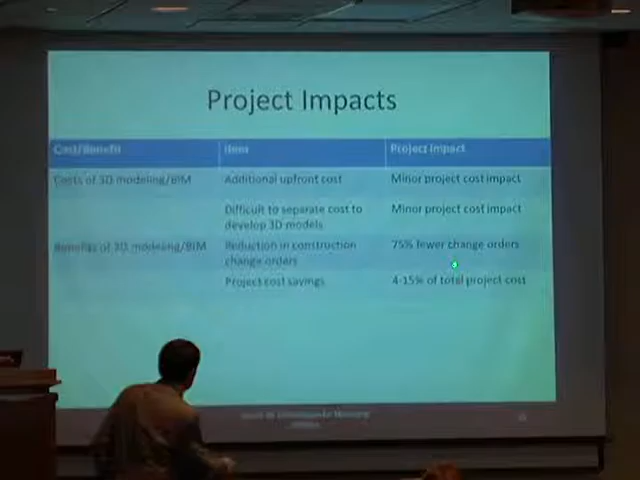 Project Impacts
Cost/Benefit Item Project Impact
Costs of 3D modeling/BIM Additional upfront cost Minor project cost impact
Difficult to separate cost to Minor project cost impact
develop 3D models
Benefits of 3D modeling/BIM Reduction in construction 75% fewer change orders
change orders
Project cost savings 4-15% of total project cost